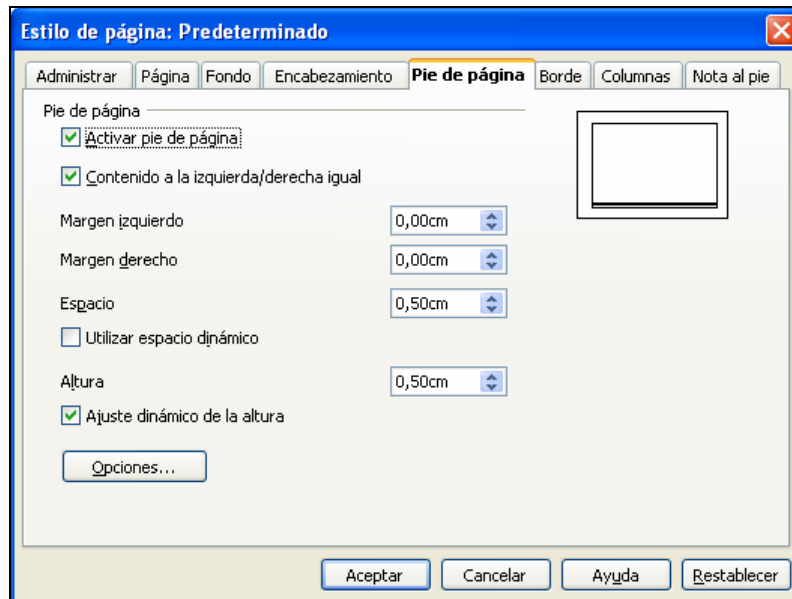 Estilo de página: Predeterminado
Administrar Página Fondo Encabezamiento Pie de página Borde Columnas Nota al pie
Pie de página
Activar pie de página
Contenido a la izquierda/derecha igual
Margen izquierdo 0,00cm
Margen derecho 0,00cm
Espacio 0,50cm
Utilizar espacio dinámico
Altura 0,50cm
Ajuste dinámico de la altura
Opciones...
Aceptar Cancelar Ayuda Restablecer